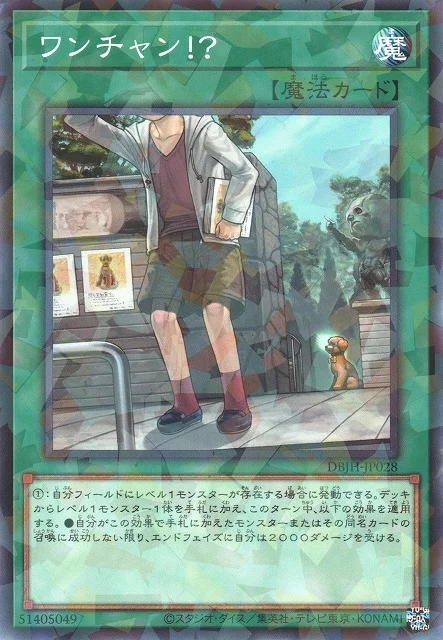 ワンチャン!?
魔
【魔法カード】
DBJH-JP028
①:自分フィールドにレベル1モンスターが存在する場合に発動できる。デッキ
からレベル1モンスター1体を手札に加え、このターン中、以下の効果を適用
する。●自分がこの効果で手札に加えたモンスターまたはその同名カードの
召喚に成功しない限り、エンドフェイズに自分は2000ダメージを受ける。
51405049
©スタジオ・ダイス/集英社・テレビ東京・KONAMI